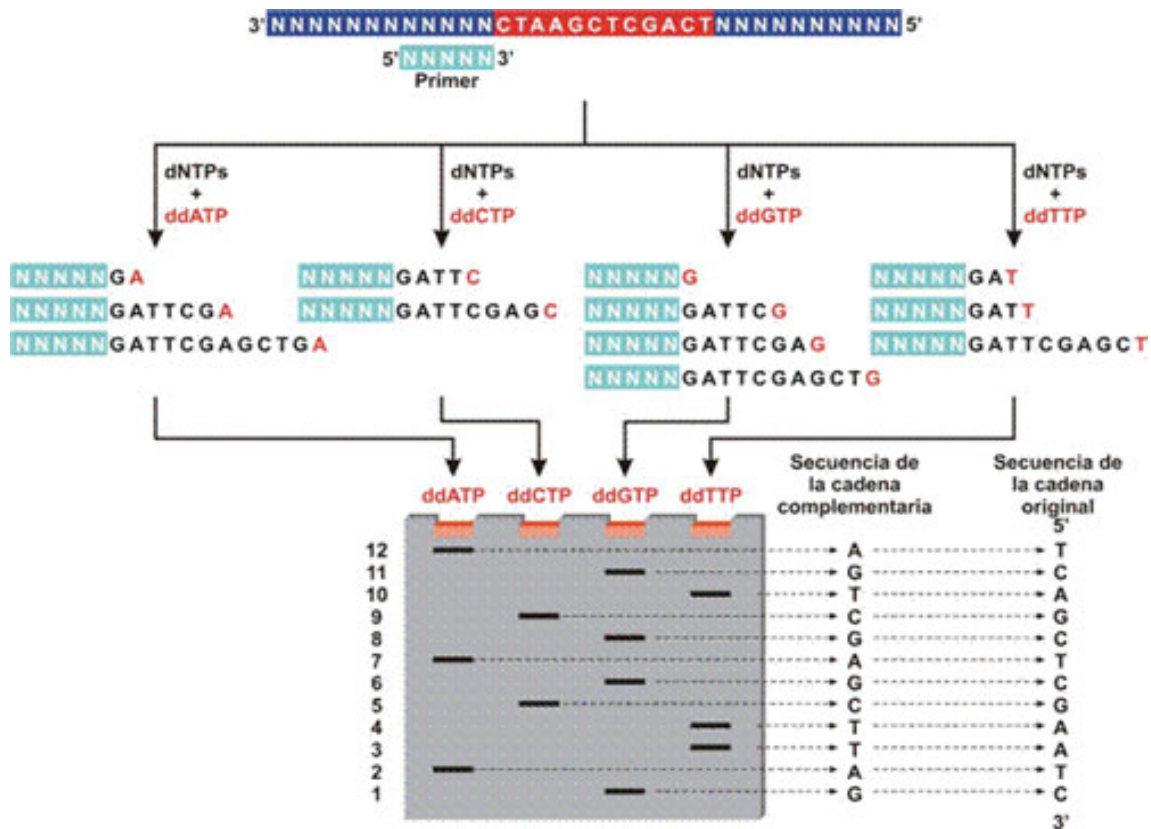 3' NNNNNNNNNNNNCTAAGCTCGACTNNNNNNNNNN 5'
5' NNNNN 3'
Primer
dNTPs
+
ddATP
dNTPs
+
ddCTP
dNTPs
+
ddGTP
dNTPs
+
ddTTP
NNNNNGA
NNNNNGATTCGA
NNNNNGATTCGAGCTGA
NNNNNGATTC
NNNNNGATTCGAGC
NNNNNG
NNNNNGATTCG
NNNNNGATTCGAG
NNNNNGATTCGAGCTG
NNNNNGAT
NNNNNGATT
NNNNNGATTCGAGCT
ddATP ddCTP ddGTP ddTTP
Secuencia de
la cadena
complementaria
Secuencia de
la cadena
original
5'
12 A T
11 G C
10 T A
9 C G
8 G C
7 A T
6 G C
5 C G
4 T A
3 T A
2 A T
1 G C
3'